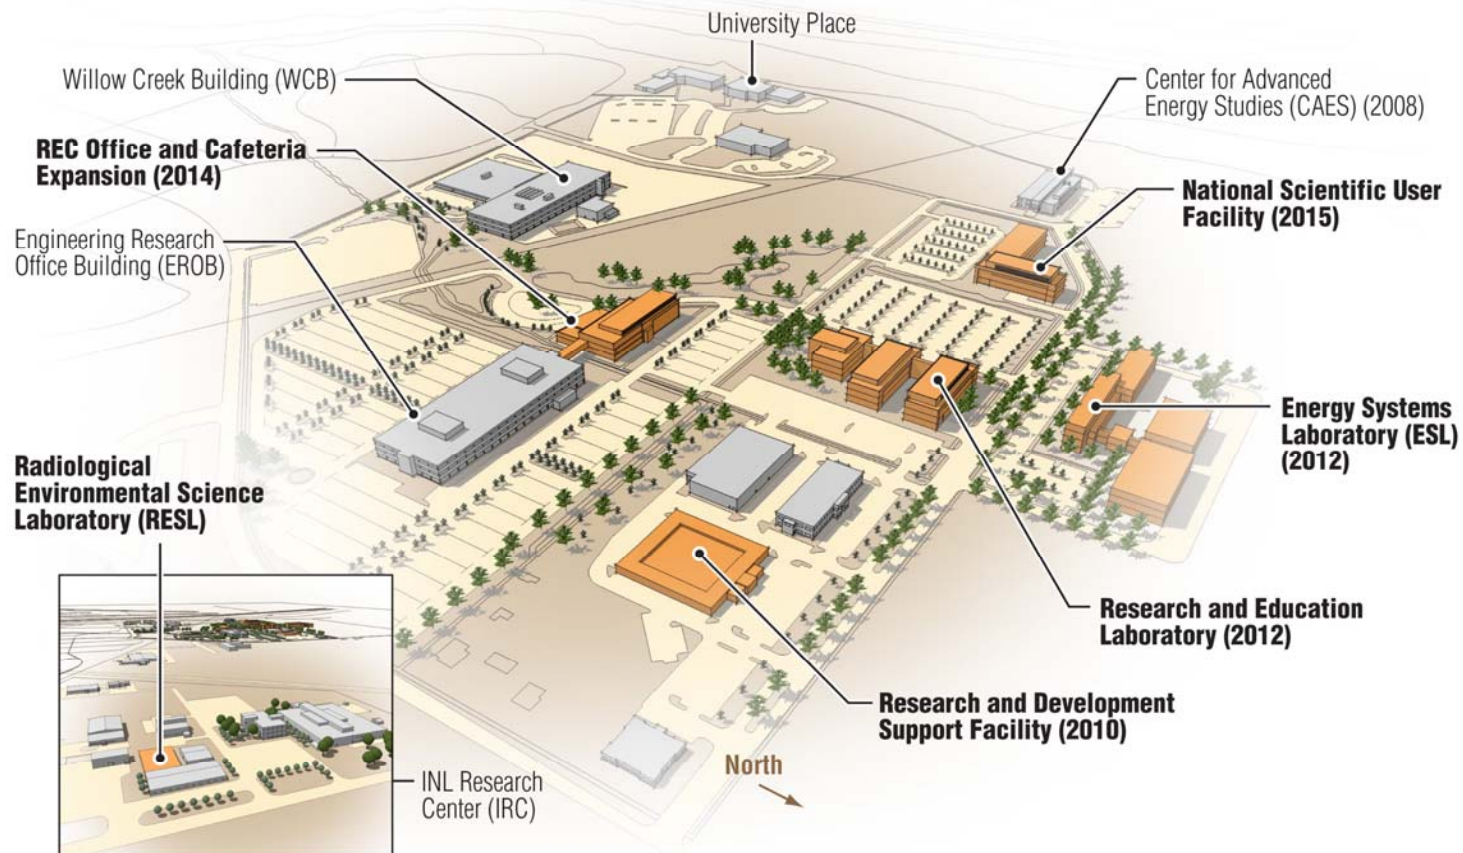 University Place
Willow Creek Building (WCB)
Center for Advanced
Energy Studies (CAES) (2008)
REC Office and Cafeteria
Expansion (2014)
National Scientific User
Facility (2015)
Engineering Research
Office Building (EROB)
Energy Systems
Laboratory (ESL)
(2012)
Radiological
Environmental Science
Laboratory (RESL)
Research and Education
Laboratory (2012)
Research and Development
Support Facility (2010)
North
INL Research
Center (IRC)